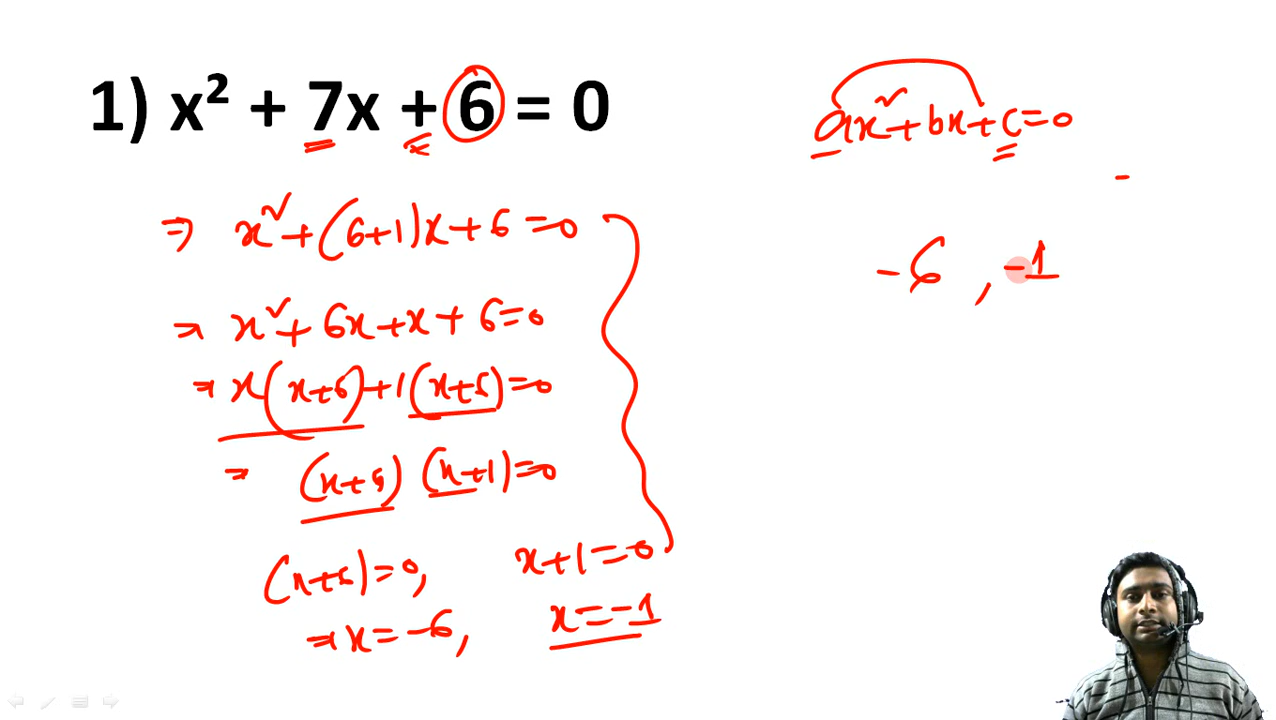 1) x² + 7x + 6 = 0
ax² + bx + c = 0
-
⇒ x² + (6+1)x + 6 = 0
-6 , -1
⇒ x² + 6x + x + 6 = 0
⇒ x(x+6) + 1(x+6) = 0
⇒ (x+6) (x+1) = 0
(x+6) = 0, x+1 = 0
⇒ x = -6, x = -1